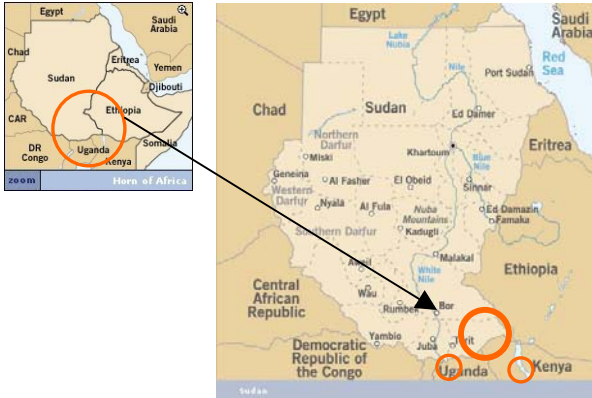 Egypt
Saudi
Arabia
Chad
Sudan
Eritrea
Yemen
Djibouti
Ethiopia
CAR
DR
Congo
Uganda
Kenya
Somalia
zoom
Horn of Africa
Egypt
Saudi
Arabia
Lake
Nubia
Nile
Red
Sea
Port Sudan
Chad
Sudan
Ed Damer
Eritrea
Northern
Darfur
Khartoum
Miski
Blue
Nile
Geneina
Al Fasher
El Obeid
Sinnar
Western
Darfur
Nyala
Al Fula
Nuba
Mountains
Ed Damazin
Famaka
Southern Darfur
Kadugli
Malakal
Ethiopia
Aweil
White
Nile
Central
African
Republic
Wau
Rumbek
Bor
Yambio
Juba
Torit
Democratic
Republic of
the Congo
Uganda
Kenya
Sudan